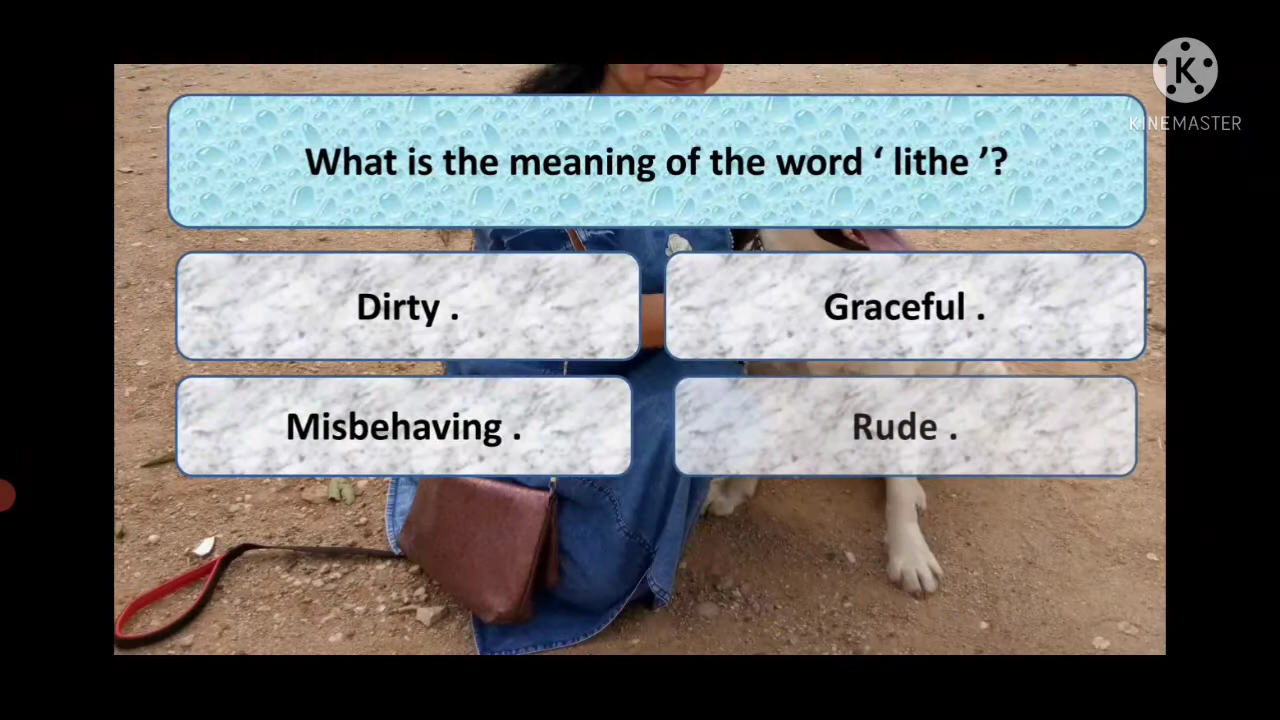 K
KINEMASTER
What is the meaning of the word ‘ lithe ’?
Dirty .
Graceful .
Misbehaving .
Rude .